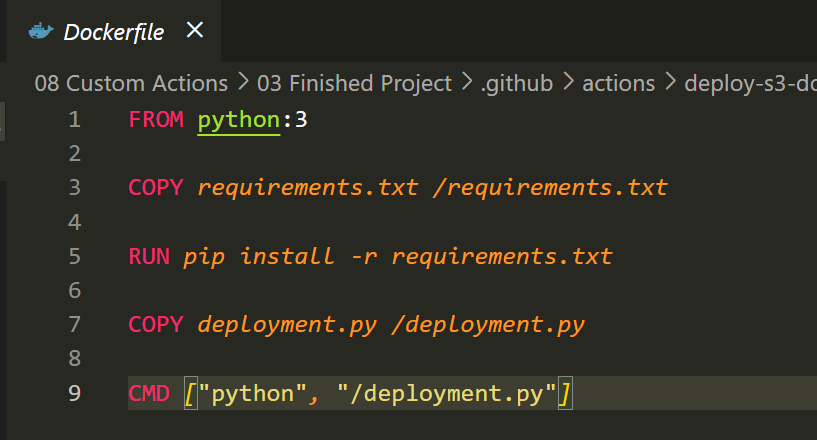 Dockerfile
08 Custom Actions > 03 Finished Project > .github > actions > deploy-s3-do
1 FROM python:3
2
3 COPY requirements.txt /requirements.txt
4
5 RUN pip install -r requirements.txt
6
7 COPY deployment.py /deployment.py
8
9 CMD ["python", "/deployment.py"]